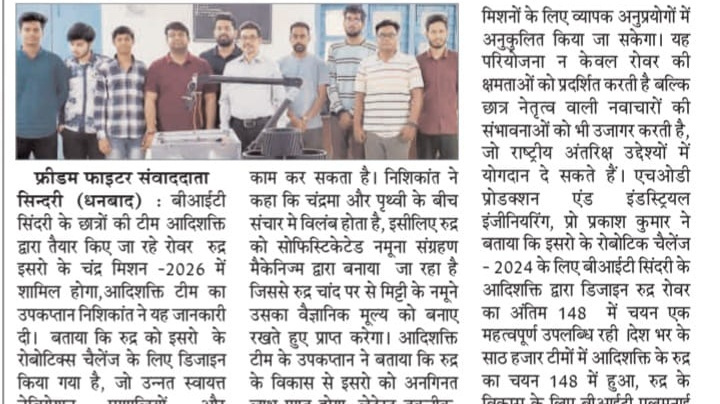 फ्रीडम फाइटर संवाददाता
सिन्दरी (धनबाद) : बीआईटी
सिंदरी के छात्रों की टीम आदिशक्ति
द्वारा तैयार किए जा रहे रोवर रुद्र
इसरो के चंद्र मिशन -2026 में
शामिल होगा,आदिशक्ति टीम का
उपकप्तान निशिकांत ने यह जानकारी
दी। बताया कि रुद्र को इसरो के
रोबोटिक्स चैलेंज के लिए डिजाइन
किया गया है, जो उन्नत स्वायत्त
काम कर सकता है। निशिकांत ने
कहा कि चंद्रमा और पृथ्वी के बीच
संचार मे विलंब होता है, इसीलिए रुद्र
को सोफिस्टिकेटेड नमूना संग्रहण
मैकेनिज्म द्वारा बनाया जा रहा है
जिससे रुद्र चांद पर से मिट्टी के नमूने
उसका वैज्ञानिक मूल्य को बनाए
रखते हुए प्राप्त करेगा। आदिशक्ति
टीम के उपकप्तान ने बताया कि रुद्र
के विकास से इसरो को अनगिनत
मिशनों के लिए व्यापक अनुप्रयोगों में
अनुकुलित किया जा सकेगा। यह
परियोजना न केवल रोवर की
क्षमताओं को प्रदर्शित करती है बल्कि
छात्र नेतृत्व वाली नवाचारों की
संभावनाओं को भी उजागर करती है,
जो राष्ट्रीय अंतरिक्ष उद्देश्यों में
योगदान दे सकते हैं। एचओडी
प्रोडक्शन एंड इंडस्ट्रियल
इंजीनियरिंग, प्रो प्रकाश कुमार ने
बताया कि इसरो के रोबोटिक चैलेंज
- 2024 के लिए बीआईटी सिंदरी के
आदिशक्ति द्वारा डिजाइन रुद्र रोवर
का अंतिम 148 में चयन एक
महत्वपूर्ण उपलब्धि रही ।देश भर के
साठ हजार टीमों में आदिशक्ति के रुद्र
का चयन 148 में हुआ, रुद्र के